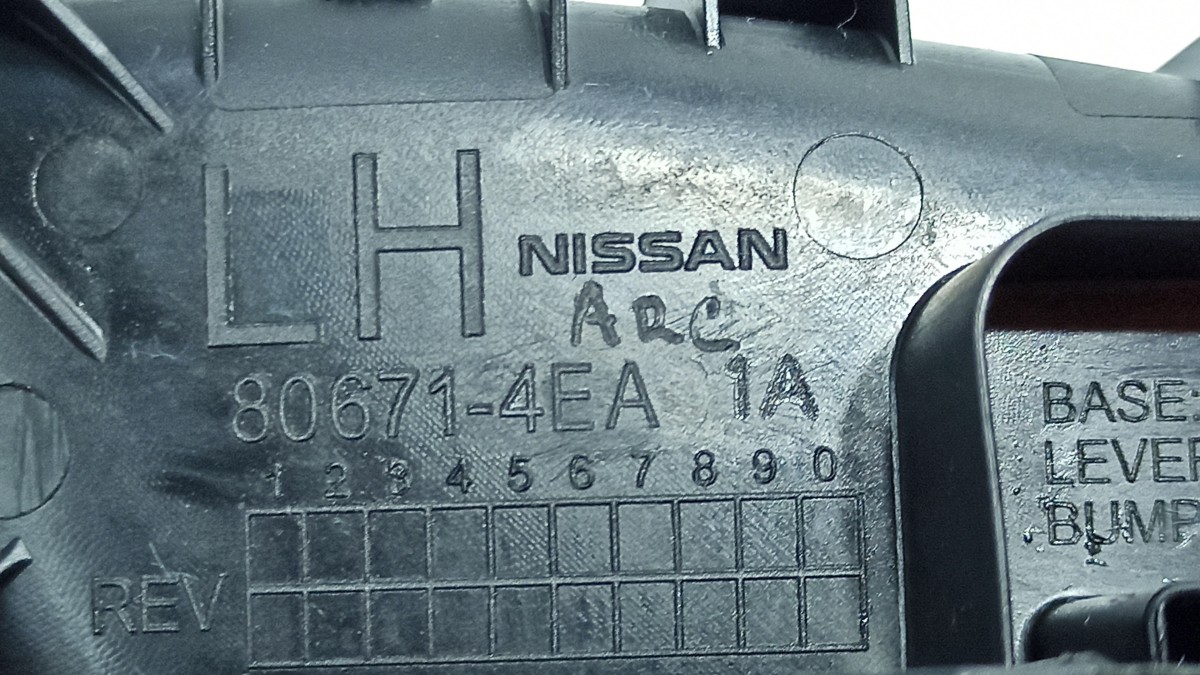 LH NISSAN
ARC
80671-4EA 1A
1 2 3 4 5 6 7 8 9 0
REV
BASE:
LEVER
BUMP